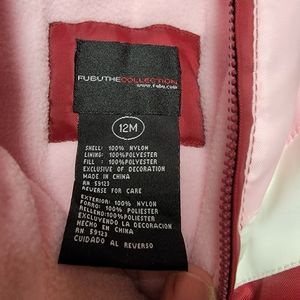 FUBUTHECOLLECTION
www.fubu.com
12M
SHELL: 100% NYLON
LINING: 100%POLYESTER
FILL : 100%POLYESTER
EXCLUSIVE OF DECORATION
MADE IN CHINA
RN 59123
REVERSE FOR CARE
EXTERIOR: 100% NYLON
FORRO: 100% POLIESTER
RELLENO:100%POLIESTER
EXCLUYENDO LA DECORACION
HECHO EN CHINA
RN 59123
CUIDADO AL REVERSO